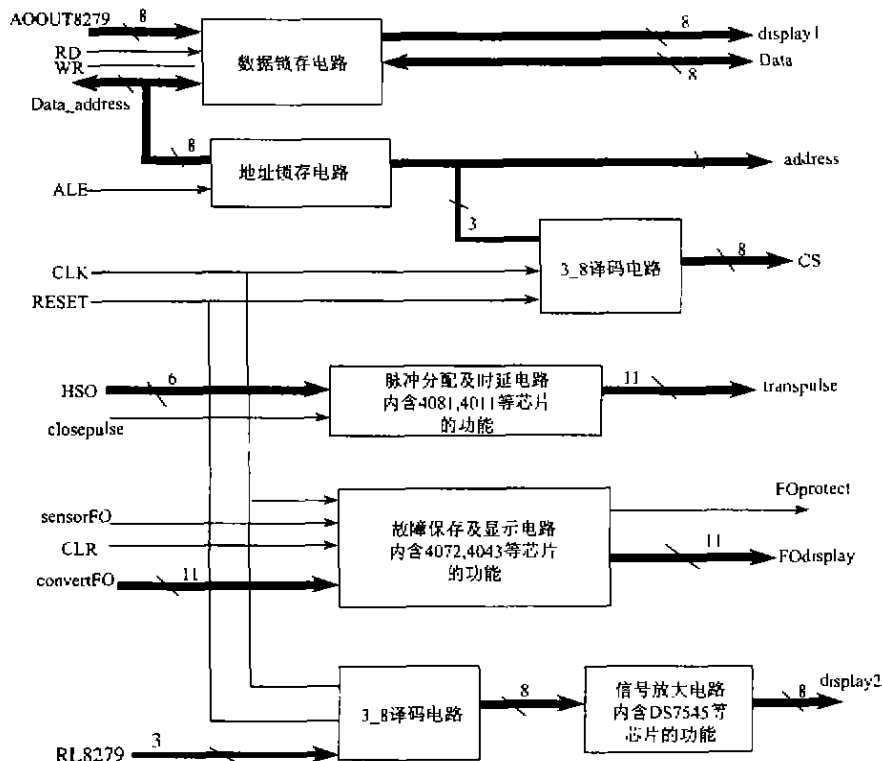 AOOUT8279
8
8
display1
RD
WR
数据锁存电路
Data
8
Data_address
8
地址锁存电路
address
ALE
3
CLK
3_8译码电路
8
CS
RESET
HSO
6
脉冲分配及时延电路
内含4081,4011等芯片
的功能
11
transpulse
closepulse
FOprotect
sensorFO
故障保存及显示电路
内含4072,4043等芯片
的功能
CLR
11
FOdisplay
convertFO
11
3_8译码电路
8
信号放大电路
内含DS7545等
芯片的功能
8
display2
RL8279
3